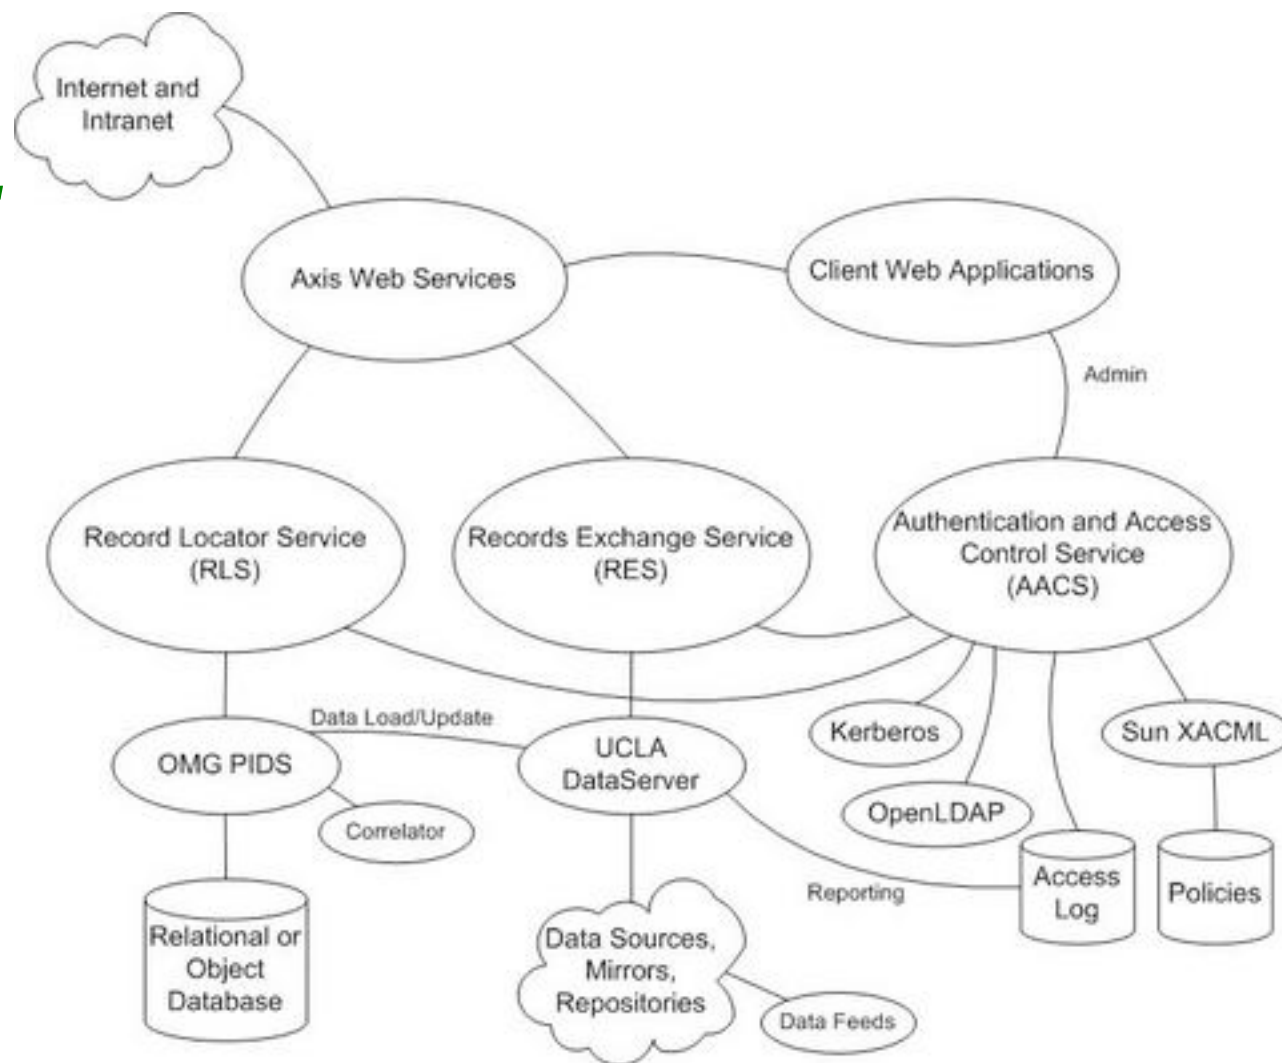 Internet and
Intranet
Axis Web Services
Client Web Applications
Admin
Record Locator Service
(RLS)
Records Exchange Service
(RES)
Authentication and Access
Control Service
(AACS)
Data Load/Update
OMG PIDS
UCLA
DataServer
Kerberos
Sun XACML
Correlator
OpenLDAP
Reporting
Access
Log
Policies
Relational or
Object
Database
Data Sources,
Mirrors,
Repositories
Data Feeds